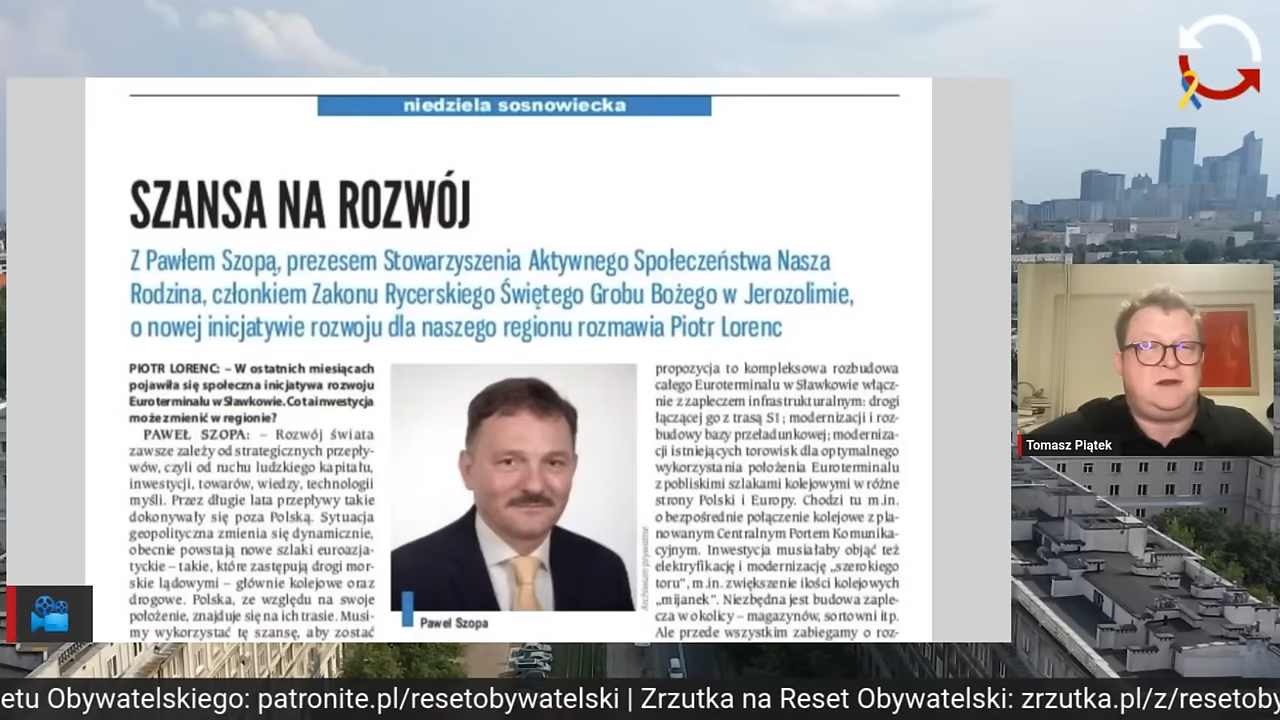 niedziela sosnowiecka
SZANSA NA ROZWÓJ
Z Pawłem Szopą, prezesem Stowarzyszenia Aktywnego Społeczeństwa Nasza
Rodzina, członkiem Zakonu Rycerskiego Świętego Grobu Bożego w Jerozolimie,
o nowej inicjatywie rozwoju dla naszego regionu rozmawia Piotr Lorenc
PIOTR LORENC: – W ostatnich miesiącach
pojawiła się społeczna inicjatywa rozwoju
Euroterminalu w Sławkowie. Co ta inwestycja
może zmienić w regionie?
PAWEŁ SZOPA: – Rozwój świata
zawsze zależy od strategicznych przepły-
wów, czyli od ruchu ludzkiego kapitału,
inwestycji, towarów, wiedzy, technologii
myśli. Przez długie lata przepływy takie
dokonywały się poza Polską. Sytuacja
geopolityczna zmienia się dynamicznie,
obecnie powstają nowe szlaki euroazja-
tyckie – takie, które zastępują drogi mor-
skie lądowymi – głównie kolejowe oraz
drogowe. Polska, ze względu na swoje
położenie, znajduje się na ich trasie. Musi-
my wykorzystać tę szansę, aby zostać
Archiwum prywatne
Paweł Szopa
propozycja to kompleksowa rozbudowa
całego Euroterminalu w Sławkowie włącz-
nie z zapleczem infrastrukturalnym: drogi
łączącej go z trasą S1; modernizacji i roz-
budowy bazy przeładunkowej; moderniza-
cji istniejących torowisk dla optymalnego
wykorzystania położenia Euroterminalu
z pobliskimi szlakami kolejowymi w różne
strony Polski i Europy. Chodzi tu m.in.
o bezpośrednie połączenie kolejowe z pla-
nowanym Centralnym Portem Komunika-
cyjnym. Inwestycja musiałaby objąć też
elektryfikację i modernizację „szerokiego
toru”, m.in. zwiększenie ilości kolejowych
„mijanek”. Niezbędna jest budowa zaple-
cza w okolicy – magazynów, sortowni itp.
Ale przede wszystkim zabiegamy o roz-
Tomasz Piątek
etu Obywatelskiego: patronite.pl/resetobywatelski | Zrzutka na Reset Obywatelski: zrzutka.pl/z/resetoby